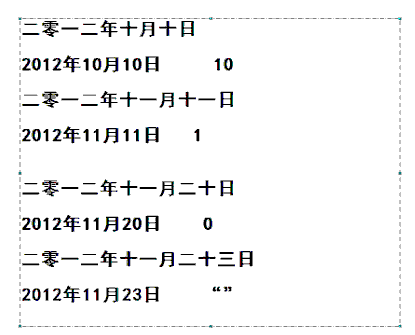 二零一二年十月十日
2012年10月10日 10
二零一二年十一月十一日
2012年11月11日 1
二零一二年十一月二十日
2012年11月20日 0
二零一二年十一月二十三日
2012年11月23日 “”